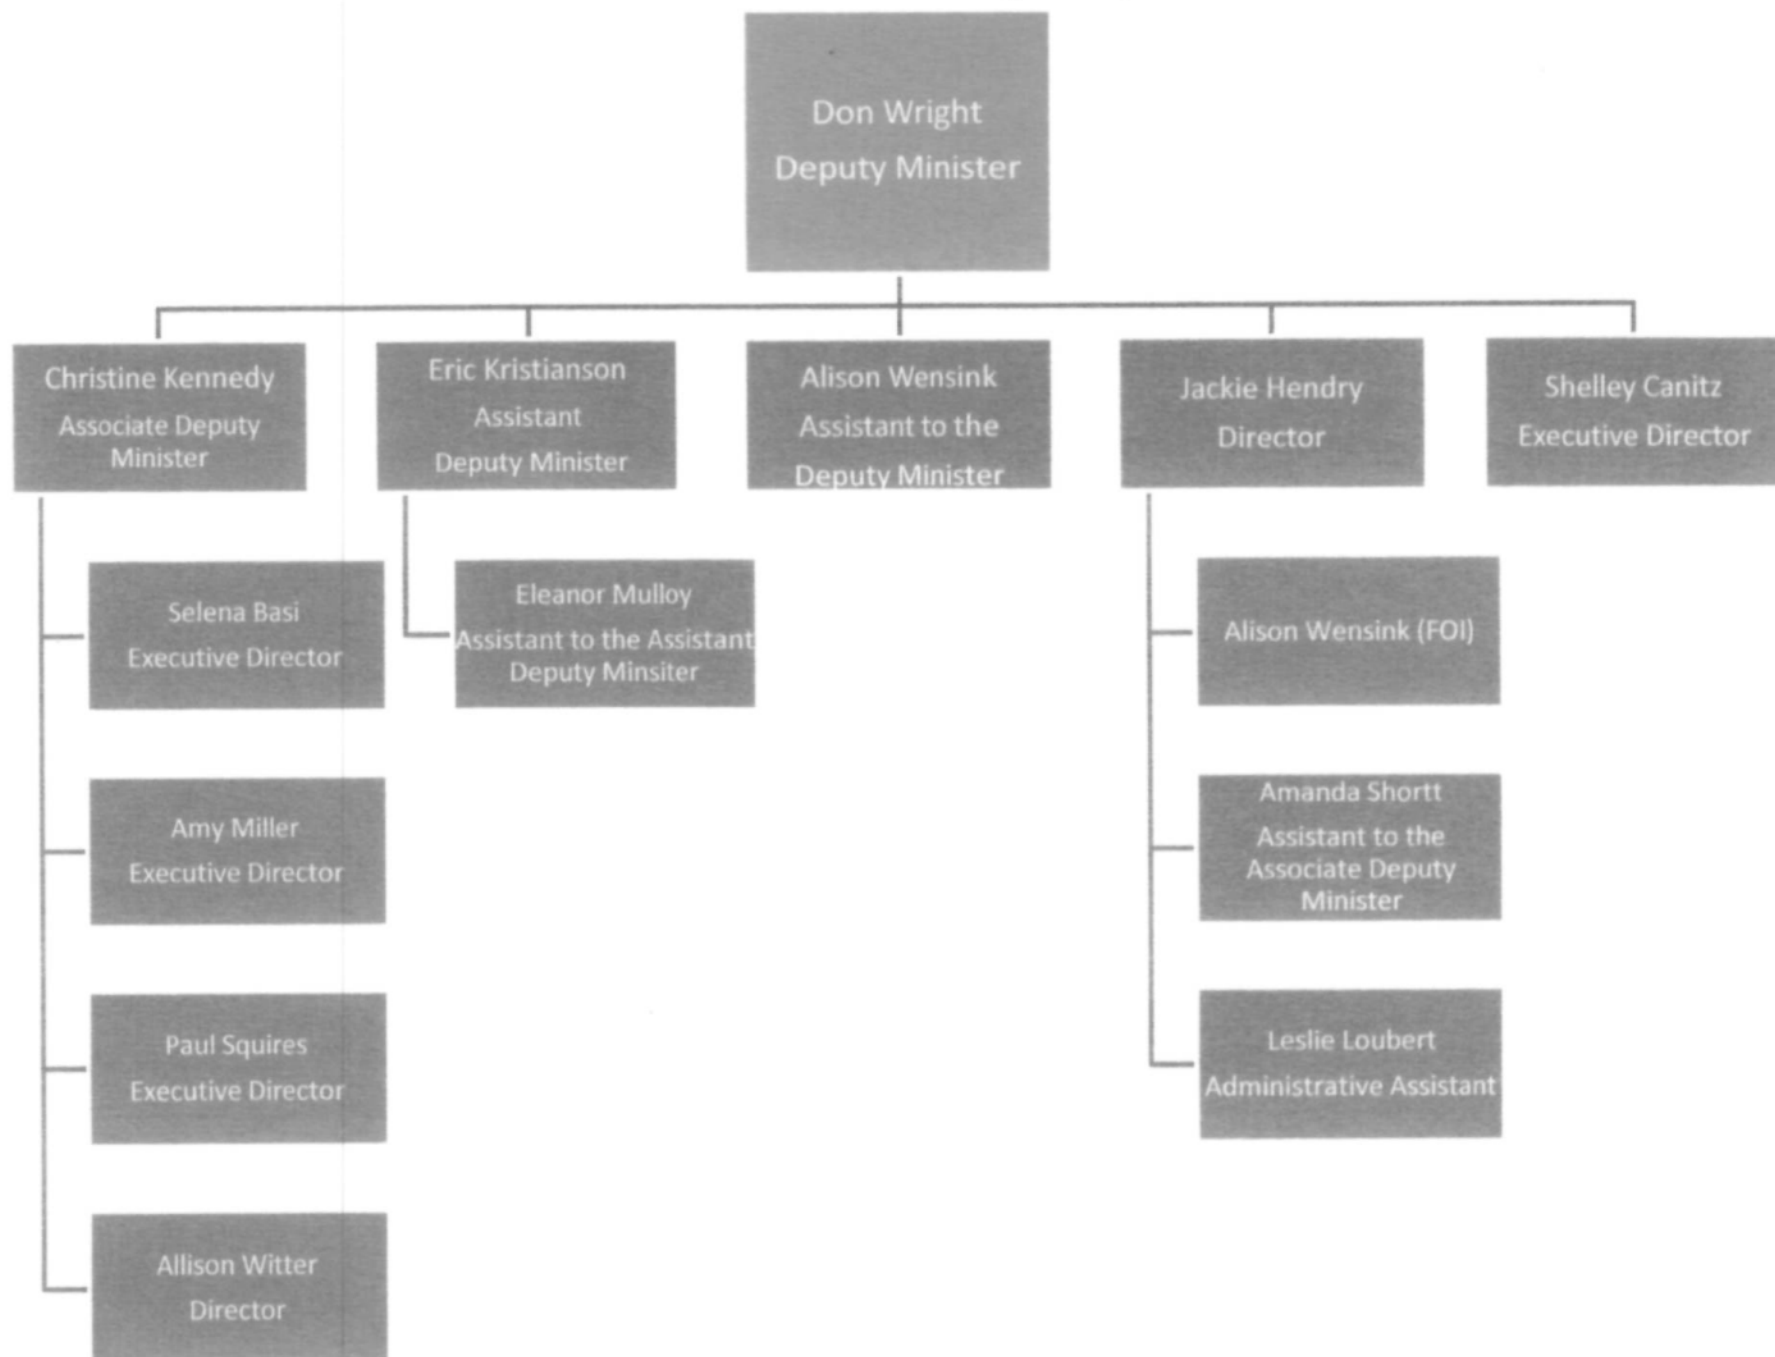 Don Wright
Deputy Minister
Christine Kennedy
Associate Deputy
Minister
Eric Kristianson
Assistant
Deputy Minister
Alison Wensink
Assistant to the
Deputy Minister
Jackie Hendry
Director
Shelley Canitz
Executive Director
Selena Basi
Executive Director
Eleanor Mulloy
Assistant to the Assistant
Deputy Minsiter
Alison Wensink (FOI)
Amy Miller
Executive Director
Amanda Shortt
Assistant to the
Associate Deputy
Minister
Paul Squires
Executive Director
Leslie Loubert
Administrative Assistant
Allison Witter
Director